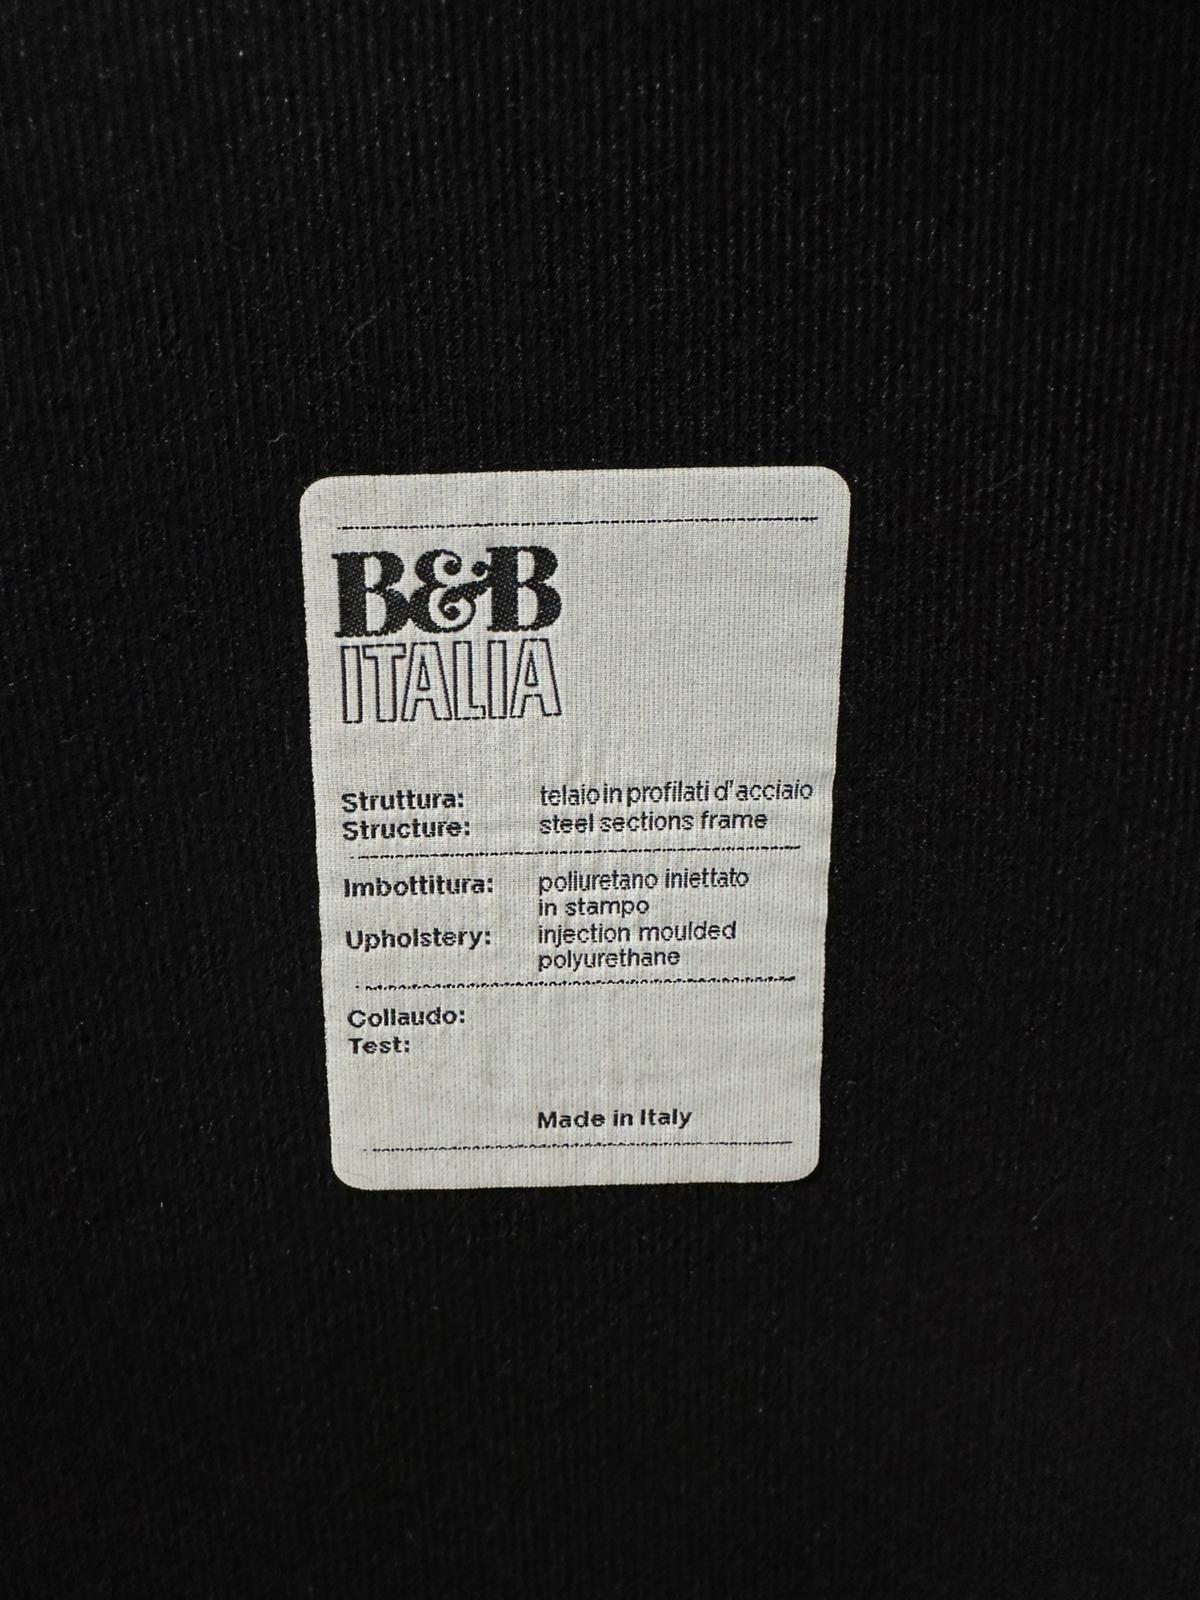 B&B
ITALIA
Struttura: telaio in profilati d'acciaio
Structure: steel sections frame
Imbottitura: poliuretano iniettato
in stampo
Upholstery: injection moulded
polyurethane
Collaudo:
Test:
Made in Italy